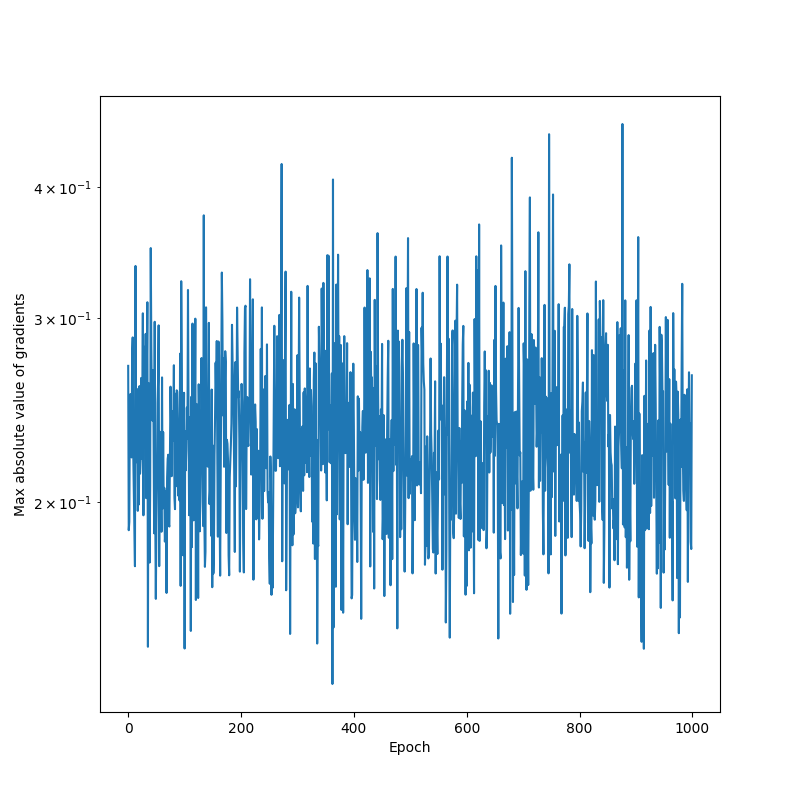 Max absolute value of gradients
4 × 10⁻¹
3 × 10⁻¹
2 × 10⁻¹
0 200 400 600 800 1000
Epoch